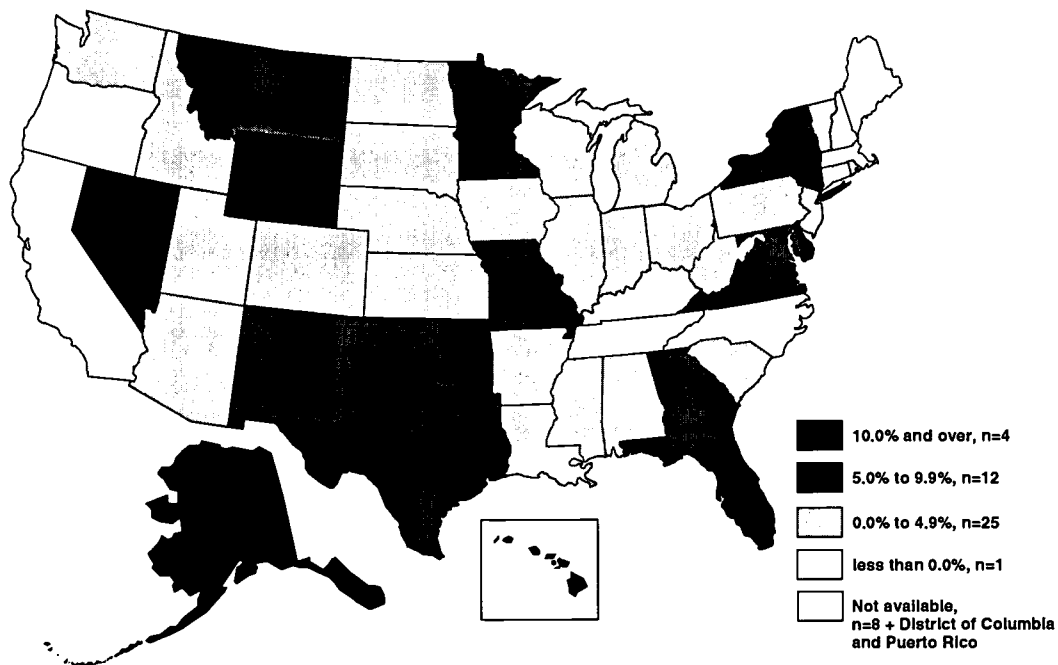 10.0% and over, n=4
5.0% to 9.9%, n=12
0.0% to 4.9%, n=25
less than 0.0%, n=1
Not available,
n=8 + District of Columbia
and Puerto Rico